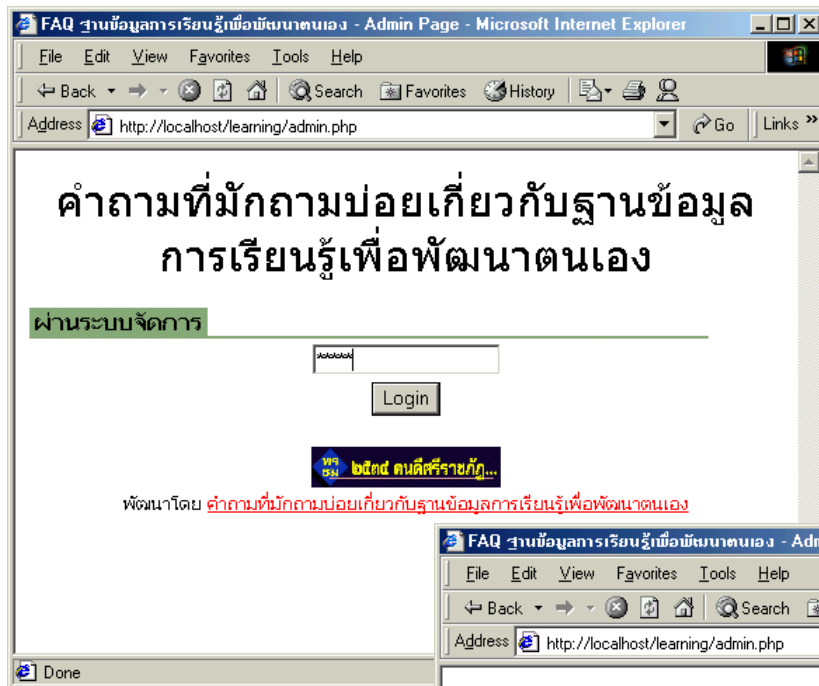 FAQ ฐานข้อมูลการเรียนรู้เพื่อพัฒนาตนเอง - Admin Page - Microsoft Internet Explorer
File Edit View Favorites Tools Help
Back Search Favorites History
Address http://localhost/learning/admin.php Go Links »
คำถามที่มักถามบ่อยเกี่ยวกับฐานข้อมูล
การเรียนรู้เพื่อพัฒนาตนเอง
ผ่านระบบจัดการ
*****
Login
๒๕๓๔ คนดีศรีราชภัฏ...
พัฒนาโดย คำถามที่มักถามบ่อยเกี่ยวกับฐานข้อมูลการเรียนรู้เพื่อพัฒนาตนเอง
Done
FAQ ฐานข้อมูลการเรียนรู้เพื่อพัฒนาตนเอง - Adm
File Edit View Favorites Tools Help
Back Search
Address http://localhost/learning/admin.php